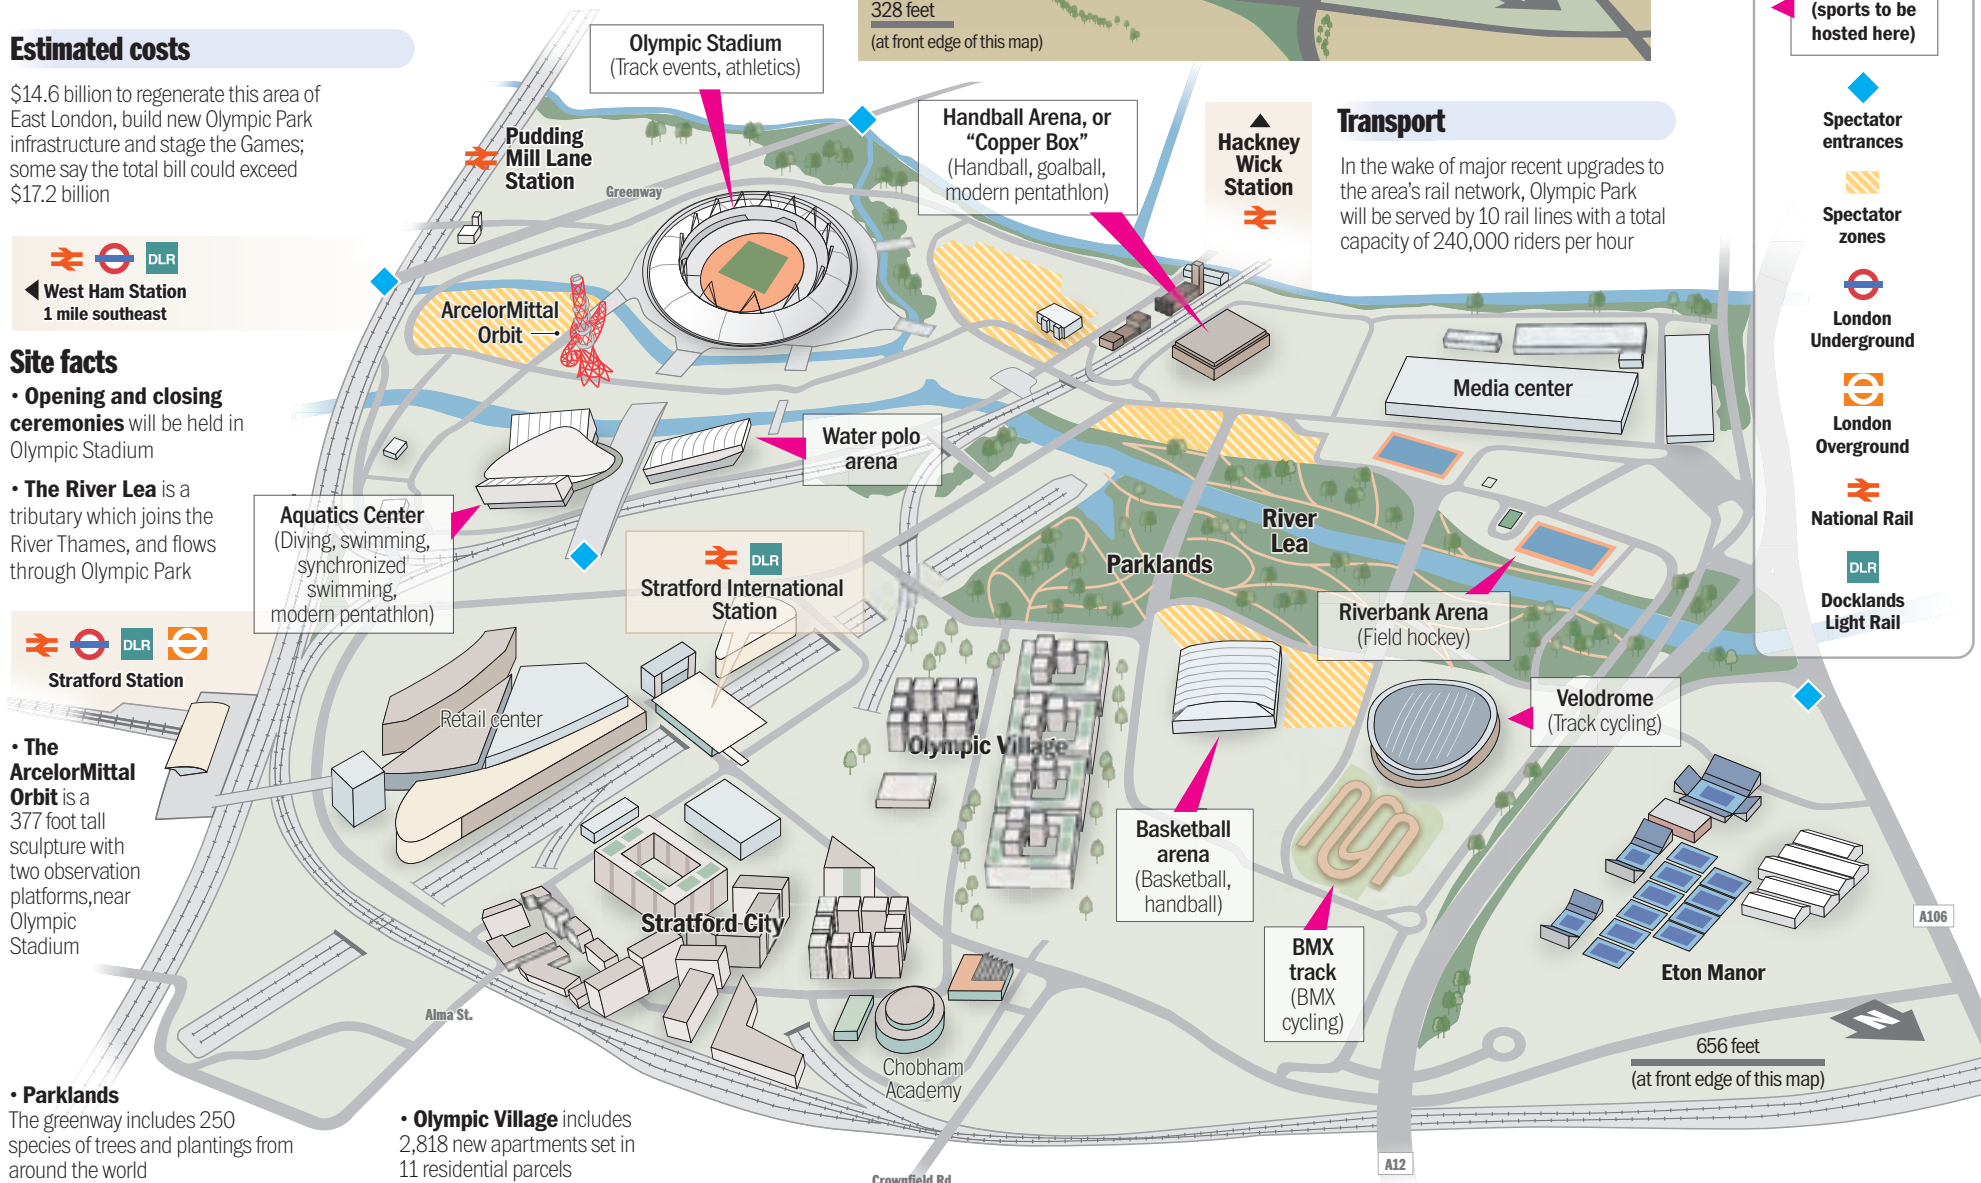 Estimated costs
$14.6 billion to regenerate this area of
East London, build new Olympic Park
infrastructure and stage the Games;
some say the total bill could exceed
$17.2 billion
DLR
West Ham Station
1 mile southeast
Site facts
• Opening and closing
ceremonies will be held in
Olympic Stadium
• The River Lea is a
tributary which joins the
River Thames, and flows
through Olympic Park
DLR
Stratford Station
• The
ArcelorMittal
Orbit is a
377 foot tall
sculpture with
two observation
platforms,near
Olympic
Stadium
• Parklands
The greenway includes 250
species of trees and plantings from
around the world
• Olympic Village includes
2,818 new apartments set in
11 residential parcels
Olympic Stadium
(Track events, athletics)
328 feet
(at front edge of this map)
Pudding
Mill Lane
Station
Greenway
Handball Arena, or
“Copper Box”
(Handball, goalball,
modern pentathlon)
Hackney
Wick
Station
Transport
In the wake of major recent upgrades to
the area’s rail network, Olympic Park
will be served by 10 rail lines with a total
capacity of 240,000 riders per hour
ArcelorMittal
Orbit
Media center
Water polo
arena
Aquatics Center
(Diving, swimming,
synchronized
swimming,
modern pentathlon)
DLR
Stratford International
Station
River
Lea
Parklands
Riverbank Arena
(Field hockey)
Retail center
Olympic Village
Velodrome
(Track cycling)
Basketball
arena
(Basketball,
handball)
Stratford City
BMX
track
(BMX
cycling)
Eton Manor
A106
Alma St.
Chobham
Academy
N
656 feet
(at front edge of this map)
A12
Crownfield Rd
(sports to be
hosted here)
Spectator
entrances
Spectator
zones
London
Underground
London
Overground
National Rail
DLR
Docklands
Light Rail